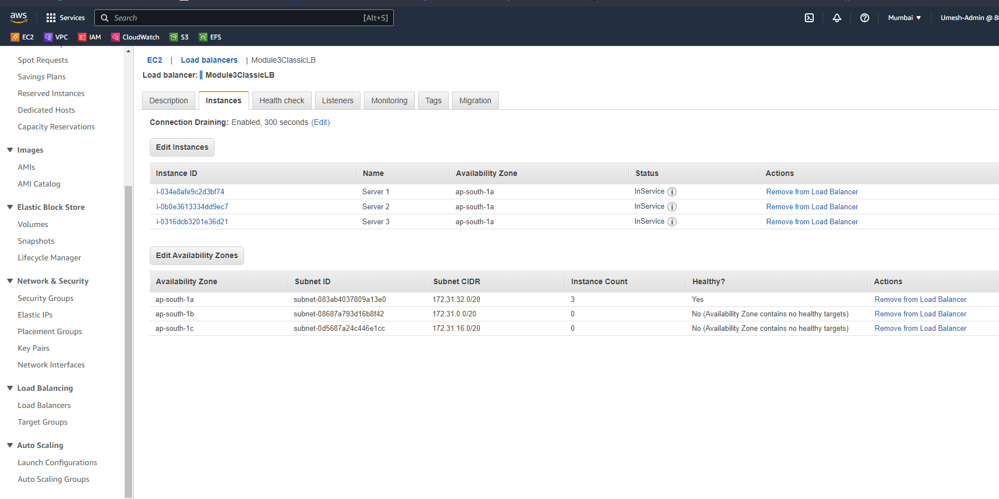 aws Services Search [Alt+S] Mumbai ▼ Umesh-Admin @ 80
EC2 VPC IAM CloudWatch S3 EFS
Spot Requests
Savings Plans
Reserved Instances
Dedicated Hosts
Capacity Reservations
Images
AMIs
AMI Catalog
Elastic Block Store
Volumes
Snapshots
Lifecycle Manager
Network & Security
Security Groups
Elastic IPs
Placement Groups
Key Pairs
Network Interfaces
Load Balancing
Load Balancers
Target Groups
Auto Scaling
Launch Configurations
Auto Scaling Groups
EC2 | Load balancers | Module3ClassicLB
Load balancer: Module3ClassicLB
Description Instances Health check Listeners Monitoring Tags Migration
Connection Draining: Enabled, 300 seconds (Edit)
Edit Instances
Instance ID Name Availability Zone Status Actions
i-034e8afe9c2d3bf74 Server 1 ap-south-1a InService i Remove from Load Balancer
i-0b0e3613334dd9ec7 Server 2 ap-south-1a InService i Remove from Load Balancer
i-0316dcb3201e36d21 Server 3 ap-south-1a InService i Remove from Load Balancer
Edit Availability Zones
Availability Zone Subnet ID Subnet CIDR Instance Count Healthy? Actions
ap-south-1a subnet-083ab4037809a13e0 172.31.32.0/20 3 Yes Remove from Load Balancer
ap-south-1b subnet-08687a793d16b8f42 172.31.0.0/20 0 No (Availability Zone contains no healthy targets) Remove from Load Balancer
ap-south-1c subnet-0d5687a24c446e1cc 172.31.16.0/20 0 No (Availability Zone contains no healthy targets) Remove from Load Balancer